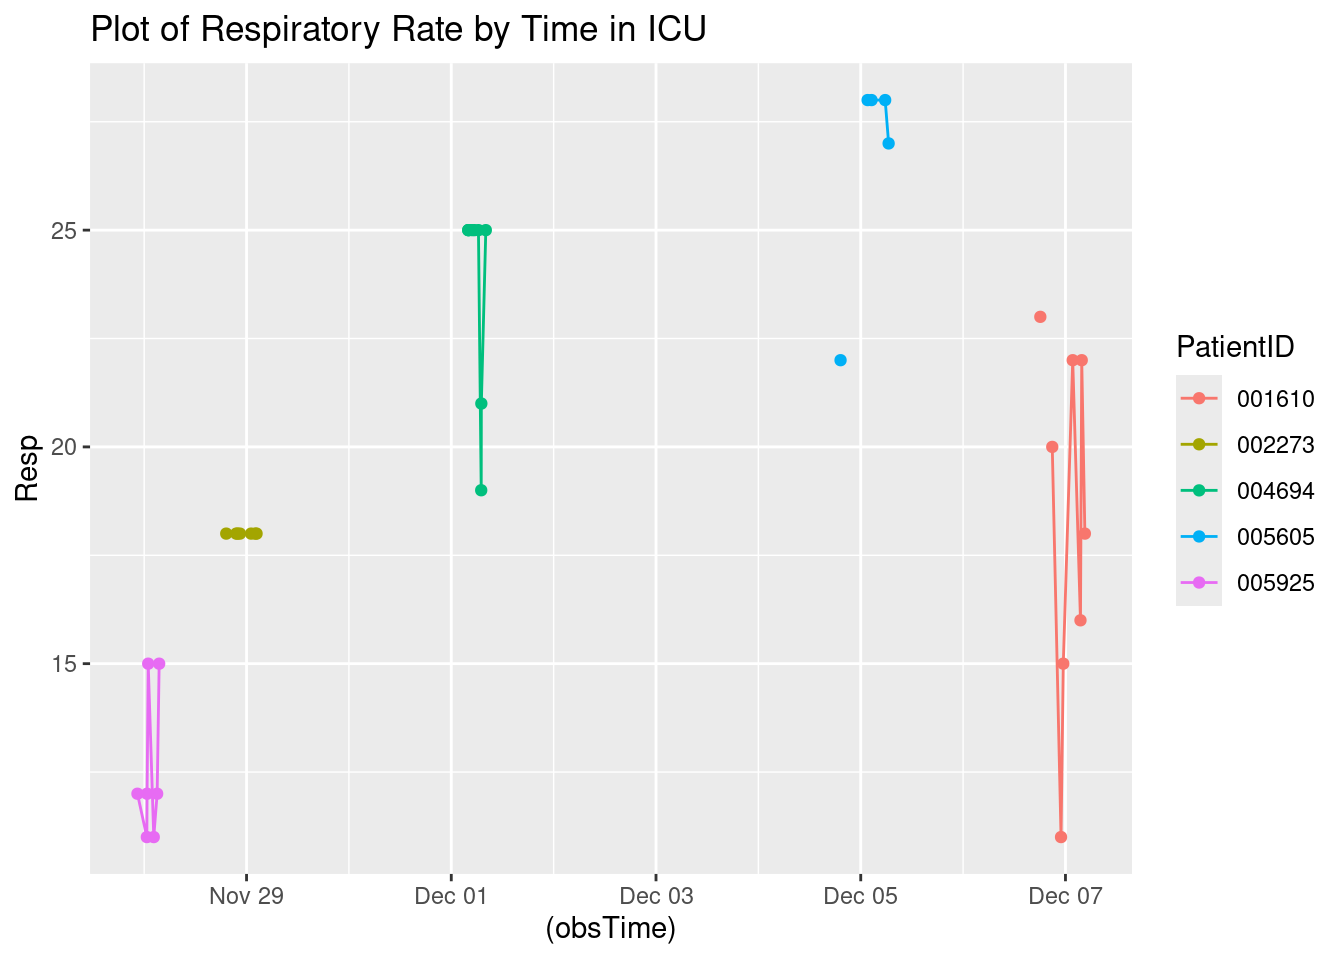 Plot of Respiratory Rate by Time in ICU
Resp
25
20
15
Nov 29 Dec 01 Dec 03 Dec 05 Dec 07
(obsTime)
PatientID
001610
002273
004694
005605
005925